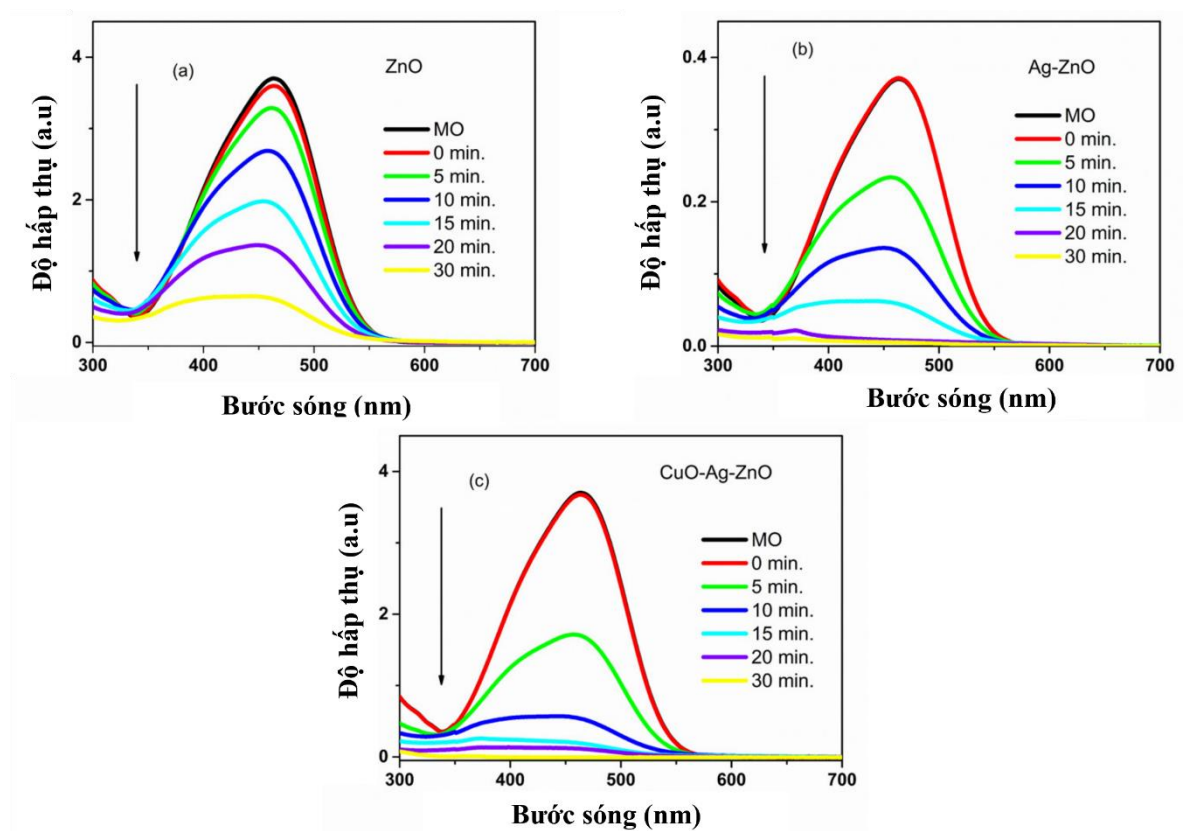 (a)
ZnO
Độ hấp thụ (a.u)
4
2
0
MO
0 min.
5 min.
10 min.
15 min.
20 min.
30 min.
300 400 500 600 700
Bước sóng (nm)
(b)
Ag-ZnO
Độ hấp thụ (a.u)
0.4
0.2
0.0
MO
0 min.
5 min.
10 min.
15 min.
20 min.
30 min.
300 400 500 600 700
Bước sóng (nm)
(c)
CuO-Ag-ZnO
Độ hấp thụ (a.u)
4
2
0
MO
0 min.
5 min.
10 min.
15 min.
20 min.
30 min.
300 400 500 600 700
Bước sóng (nm)